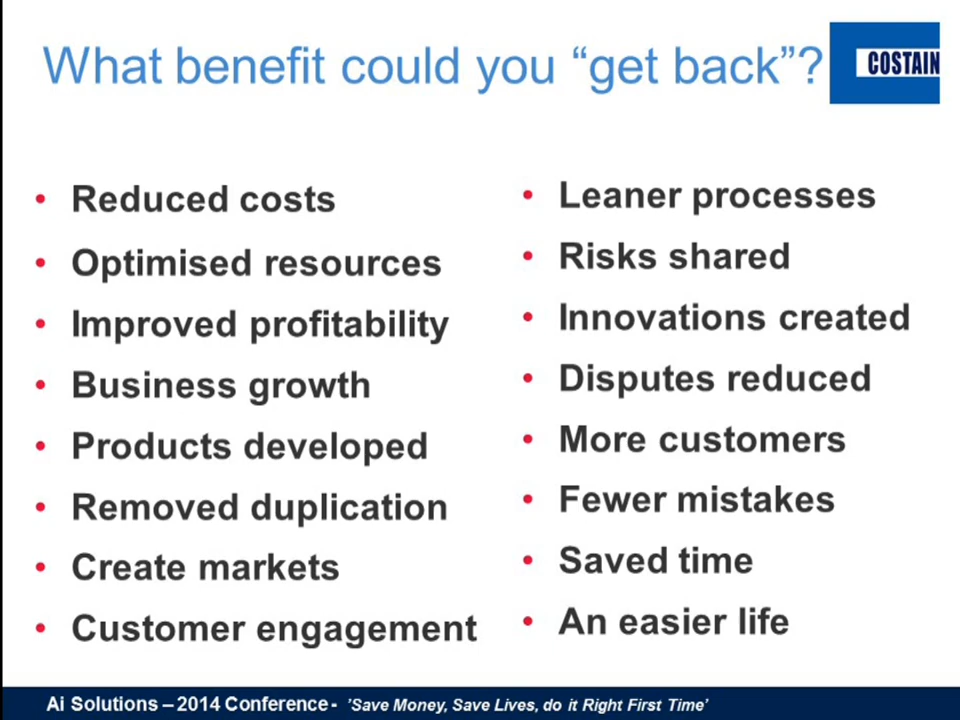 What benefit could you “get back”?
COSTAIN
• Reduced costs
• Optimised resources
• Improved profitability
• Business growth
• Products developed
• Removed duplication
• Create markets
• Customer engagement
• Leaner processes
• Risks shared
• Innovations created
• Disputes reduced
• More customers
• Fewer mistakes
• Saved time
• An easier life
Ai Solutions – 2014 Conference - ’Save Money, Save Lives, do it Right First Time’